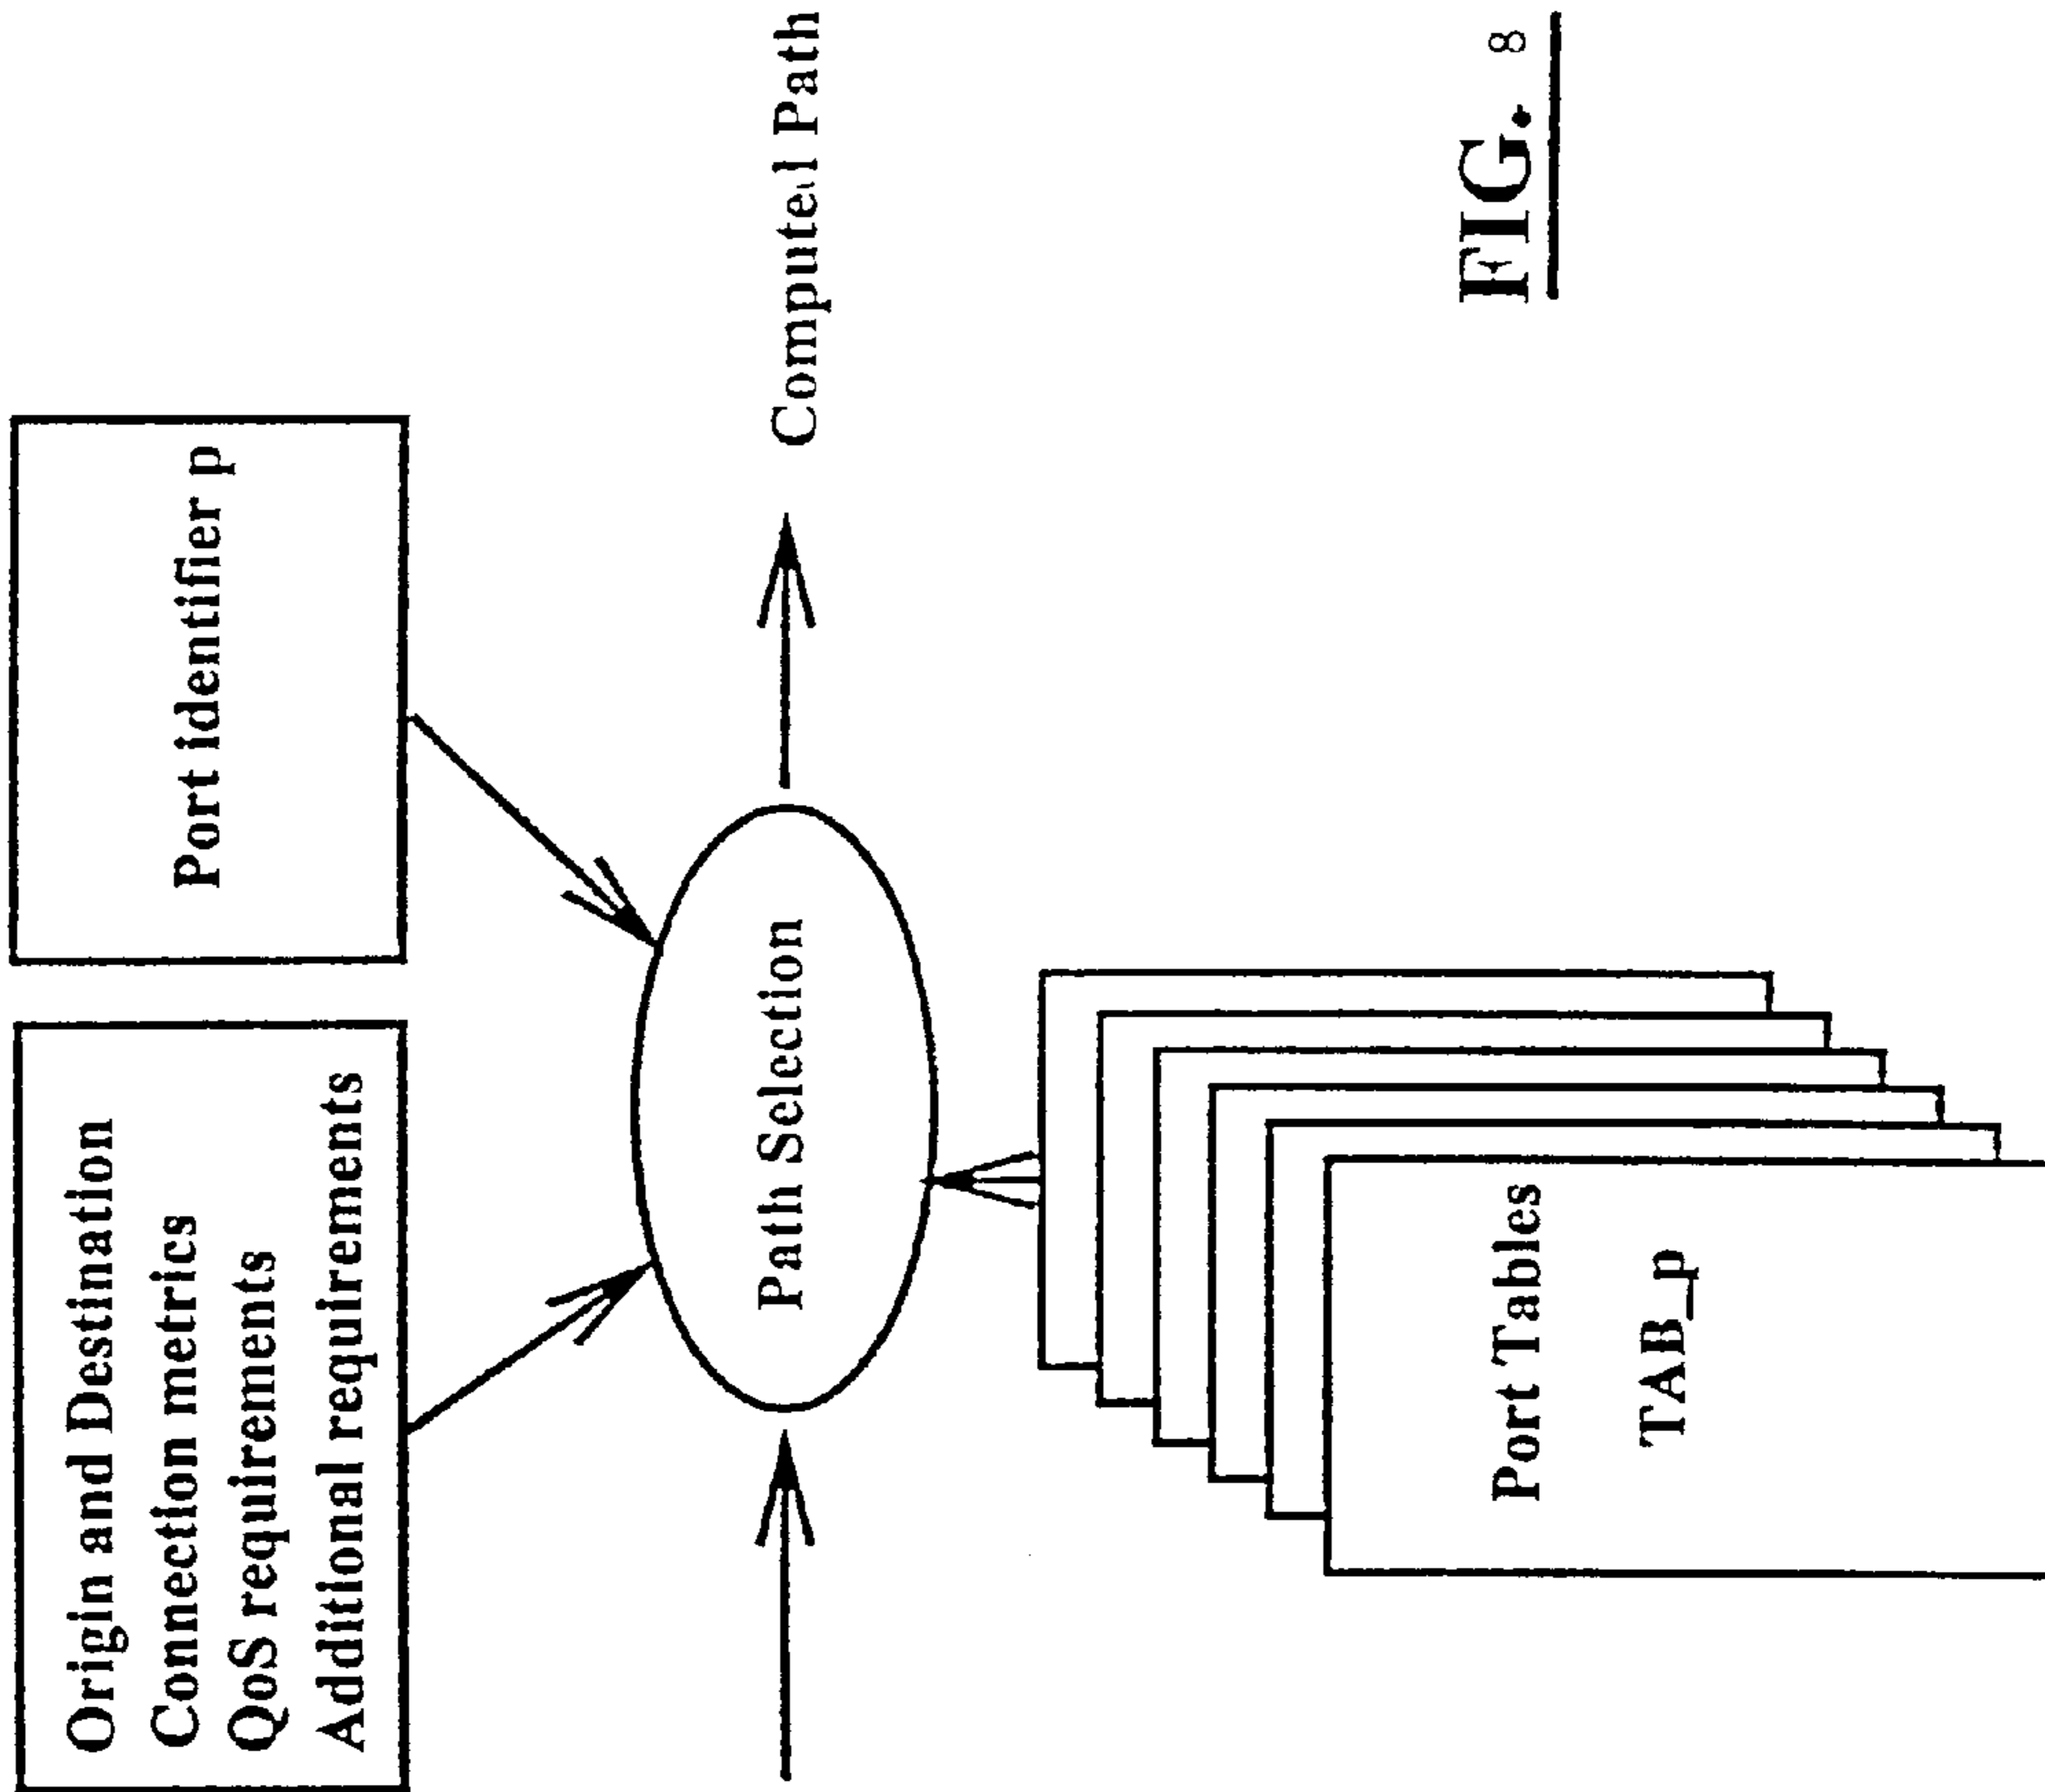 Origin and Destination
Connection metrics
QoS requirements
Additional requirements
Port identifier p
Path Selection
Computed Path
Port Tables
TAB_p
FIG. 8